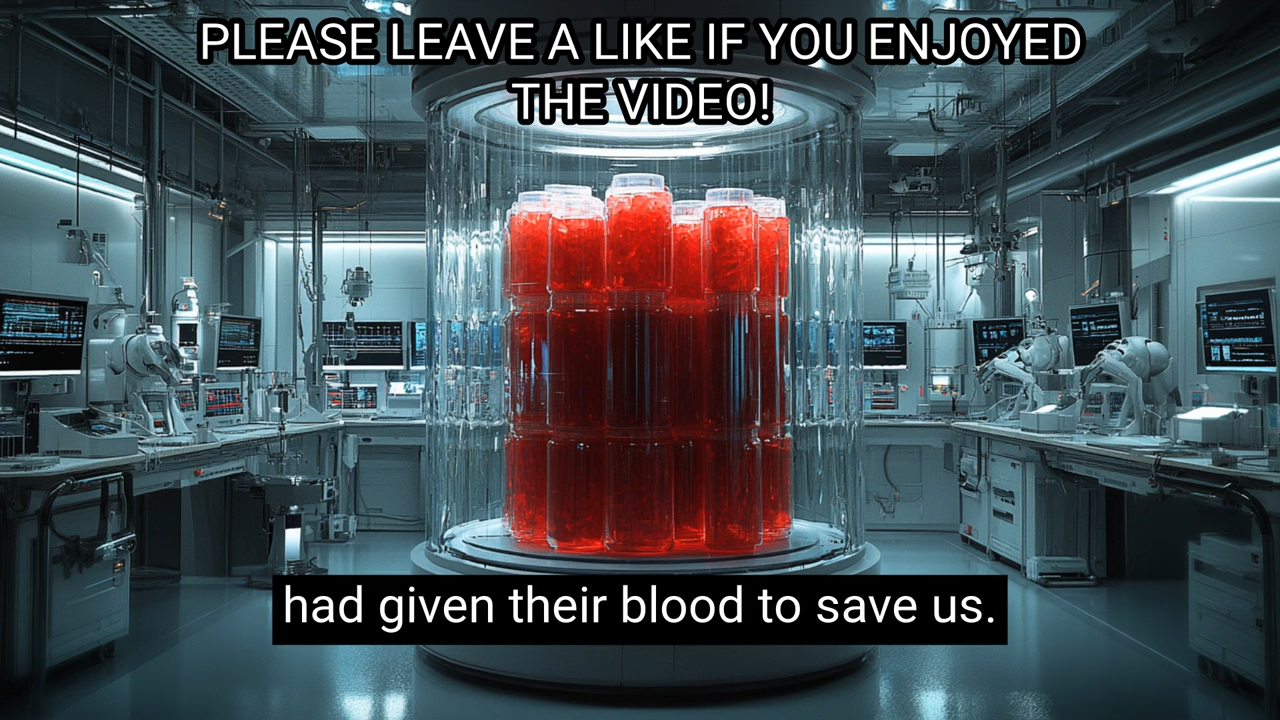 PLEASE LEAVE A LIKE IF YOU ENJOYED
THE VIDEO!
had given their blood to save us.